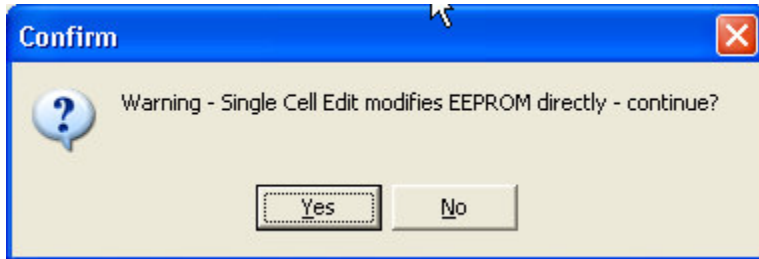 Confirm
Warning - Single Cell Edit modifies EEPROM directly - continue?
Yes
No